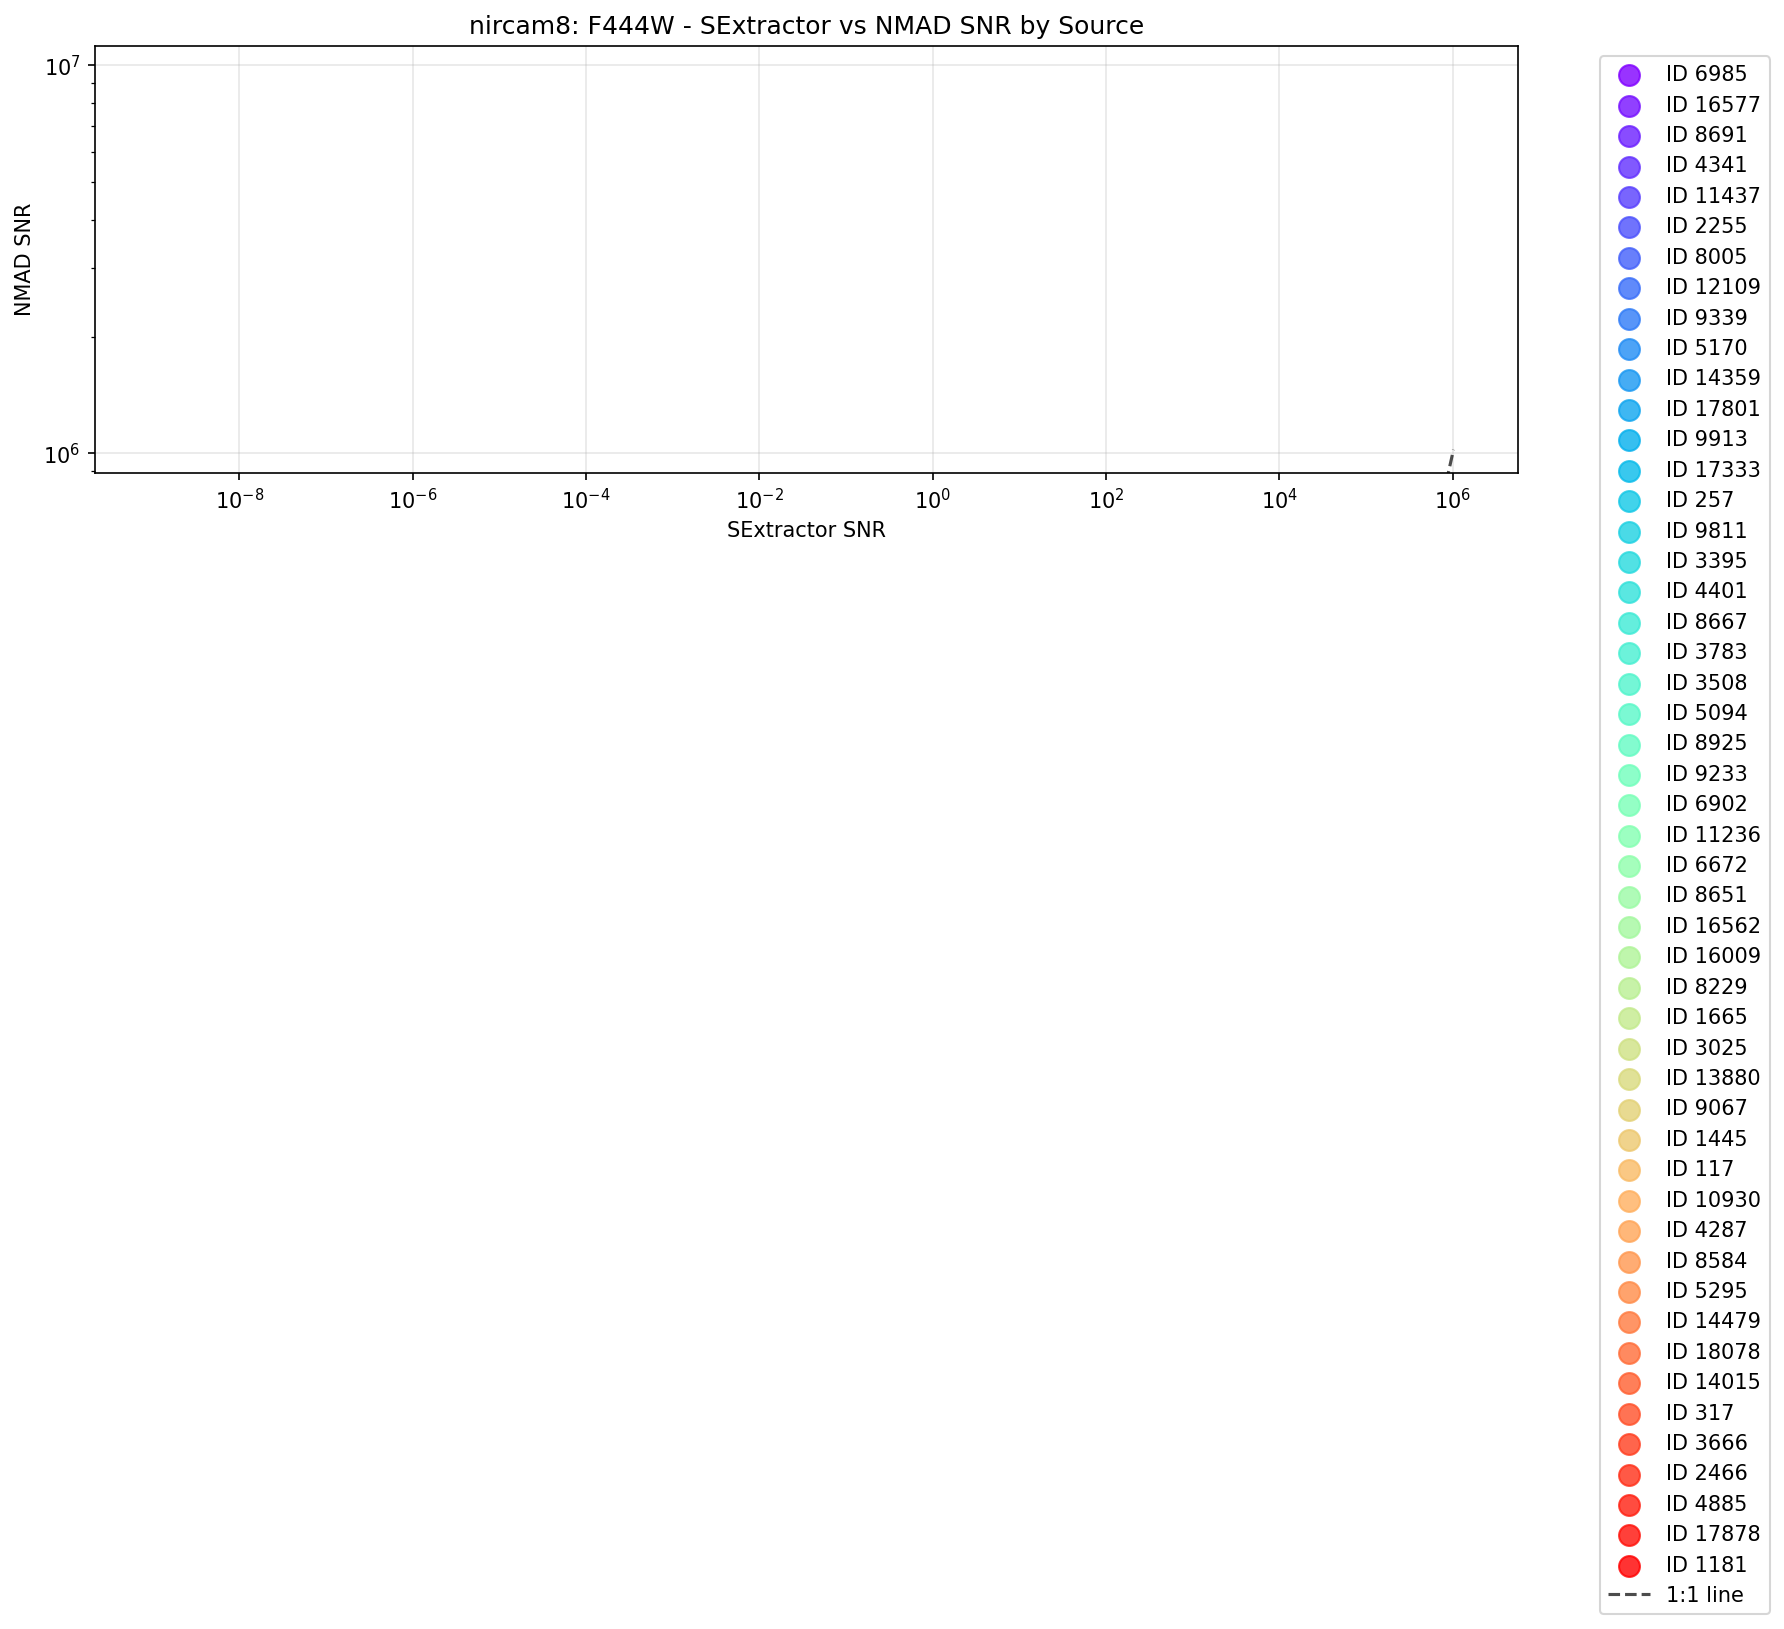 nircam8: F444W - SExtractor vs NMAD SNR by Source
NMAD SNR
10⁷
10⁶
10⁻⁸ 10⁻⁶ 10⁻⁴ 10⁻² 10⁰ 10² 10⁴ 10⁶
SExtractor SNR
ID 6985
ID 16577
ID 8691
ID 4341
ID 11437
ID 2255
ID 8005
ID 12109
ID 9339
ID 5170
ID 14359
ID 17801
ID 9913
ID 17333
ID 257
ID 9811
ID 3395
ID 4401
ID 8667
ID 3783
ID 3508
ID 5094
ID 8925
ID 9233
ID 6902
ID 11236
ID 6672
ID 8651
ID 16562
ID 16009
ID 8229
ID 1665
ID 3025
ID 13880
ID 9067
ID 1445
ID 117
ID 10930
ID 4287
ID 8584
ID 5295
ID 14479
ID 18078
ID 14015
ID 317
ID 3666
ID 2466
ID 4885
ID 17878
ID 1181
1:1 line